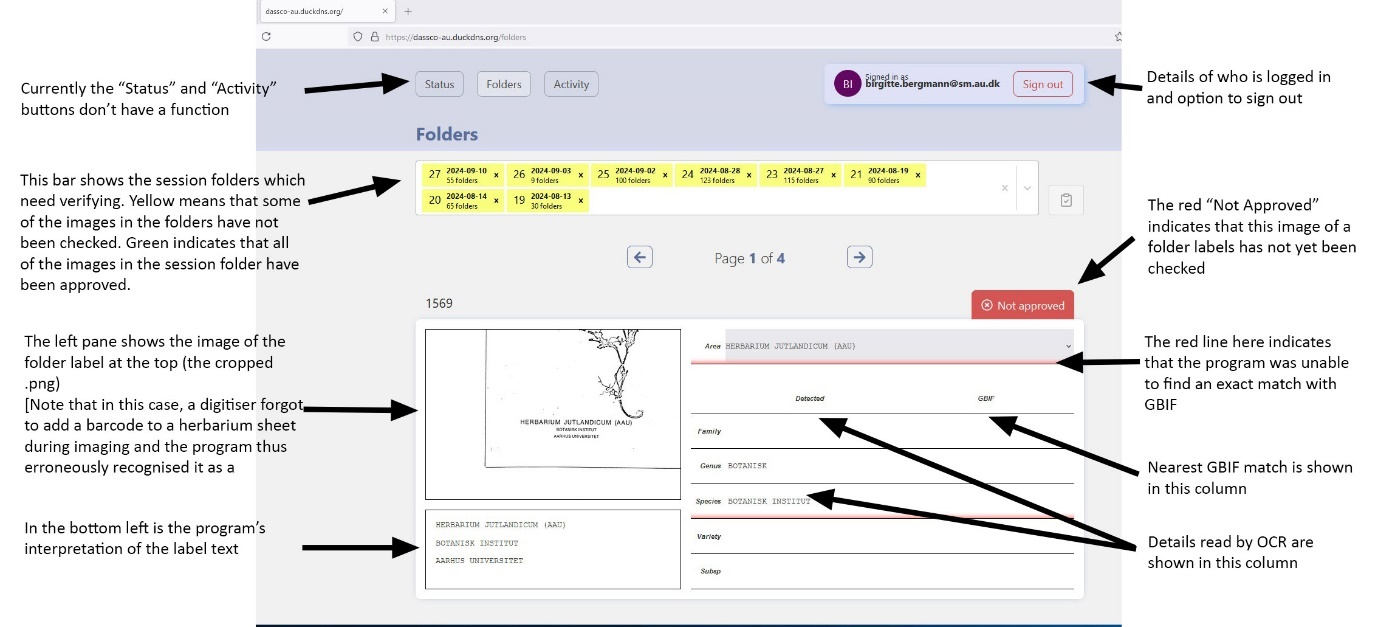 dassco-au.duckdns.org/
https://dassco-au.duckdns.org/folders
Currently the “Status” and “Activity”
buttons don’t have a function
Status
Folders
Activity
BI
Signed in as
birgitte.bergmann@sm.au.dk
Sign out
Details of who is logged in
and option to sign out
Folders
This bar shows the session folders which
need verifying. Yellow means that some
of the images in the folders have not
been checked. Green indicates that all
of the images in the session folder have
been approved.
27 2024-09-10 x
55 folders
26 2024-09-03 x
9 folders
25 2024-09-02 x
100 folders
24 2024-08-28 x
123 folders
23 2024-08-27 x
115 folders
21 2024-08-19 x
90 folders
20 2024-08-14 x
65 folders
19 2024-08-13 x
30 folders
The red “Not Approved”
indicates that this image of a
folder labels has not yet been
checked
Page 1 of 4
1569
Not approved
The left pane shows the image of the
folder label at the top (the cropped
.png)
[Note that in this case, a digitiser forgot
to add a barcode to a herbarium sheet
during imaging and the program thus
erroneously recognised it as a
HERBARIUM JUTLANDICUM (AAU)
BOTANISK INSTITUT
AARHUS UNIVERSITET
Area HERBARIUM JUTLANDICUM (AAU)
Detected
GBIF
Family
Genus BOTANISK
Species BOTANISK INSTITUT
Variety
Subsp
The red line here indicates
that the program was unable
to find an exact match with
GBIF
Nearest GBIF match is shown
in this column
Details read by OCR are
shown in this column
In the bottom left is the program’s
interpretation of the label text
HERBARIUM JUTLANDICUM (AAU)
BOTANISK INSTITUT
AARHUS UNIVERSITET